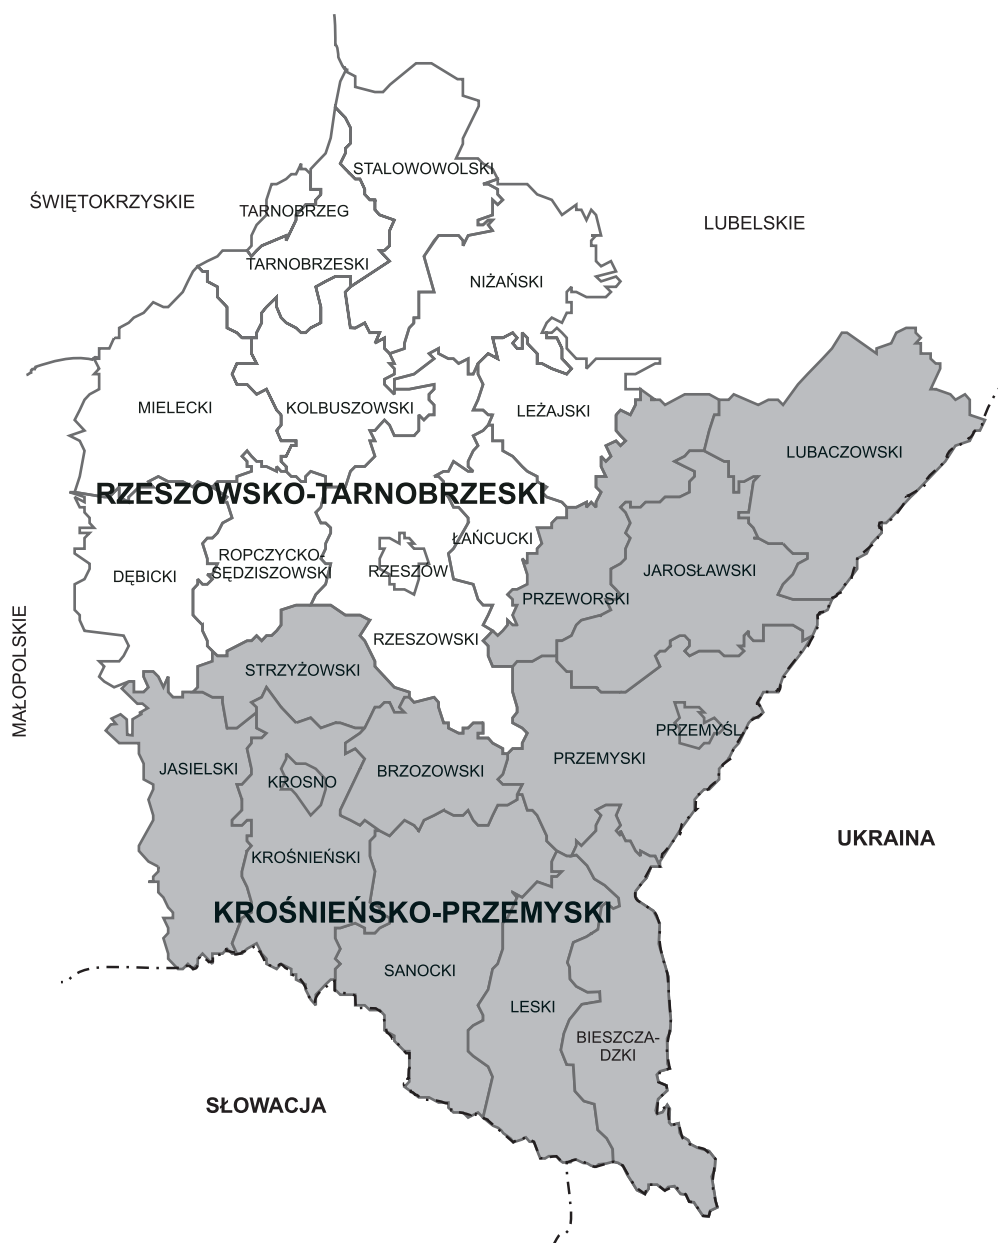 STALOWOWOLSKI
ŚWIĘTOKRZYSKIE
TARNOBRZEG
LUBELSKIE
TARNOBRZESKI
NIŻAŃSKI
MIELECKI
KOLBUSZOWSKI
LEŻAJSKI
LUBACZOWSKI
RZESZOWSKO-TARNOBRZESKI
ŁAŃCUCKI
ROPCZYCKO-
SĘDZISZOWSKI
DĘBICKI
RZESZÓW
JAROSŁAWSKI
PRZEWORSKI
MAŁOPOLSKIE
RZESZOWSKI
STRZYŻOWSKI
PRZEMYŚL
PRZEMYSKI
JASIELSKI
KROSNO
BRZOZOWSKI
UKRAINA
KROŚNIEŃSKI
KROŚNIEŃSKO-PRZEMYSKI
SANOCKI
LESKI
BIESZCZA-
DZKI
SŁOWACJA